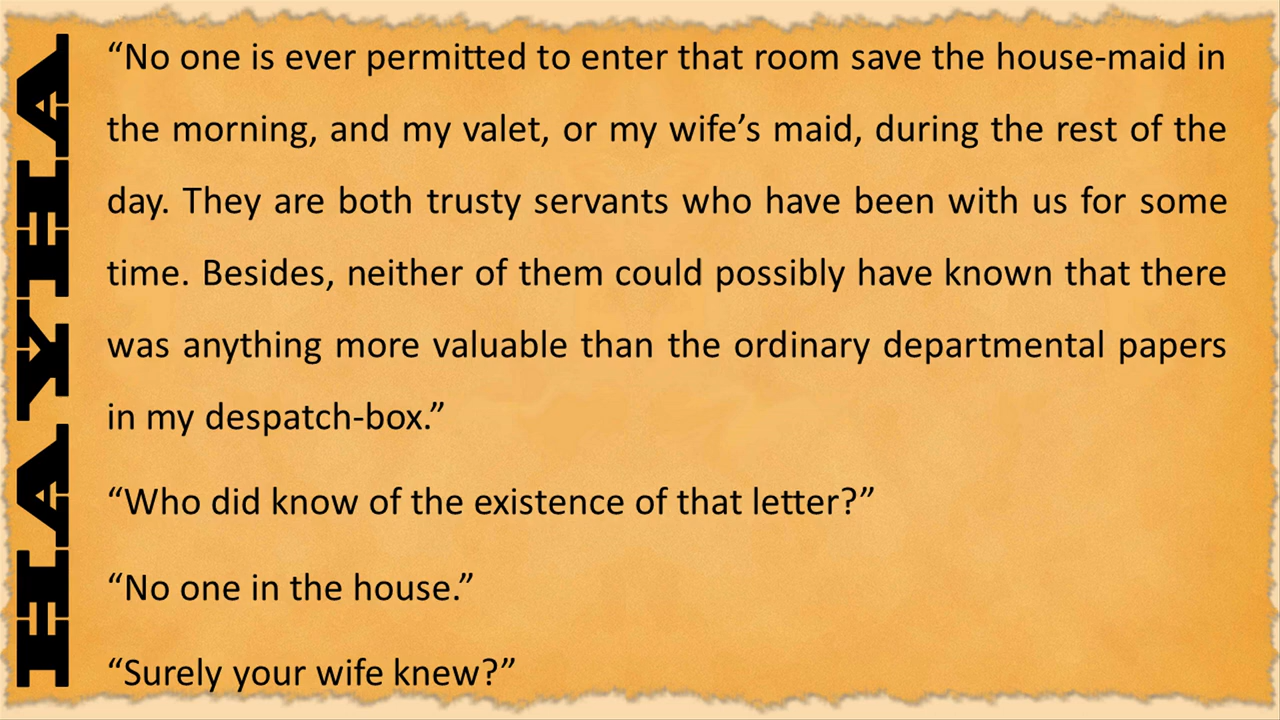 HAYHA
“No one is ever permitted to enter that room save the house-maid in
the morning, and my valet, or my wife’s maid, during the rest of the
day. They are both trusty servants who have been with us for some
time. Besides, neither of them could possibly have known that there
was anything more valuable than the ordinary departmental papers
in my despatch-box.”
“Who did know of the existence of that letter?”
“No one in the house.”
“Surely your wife knew?”